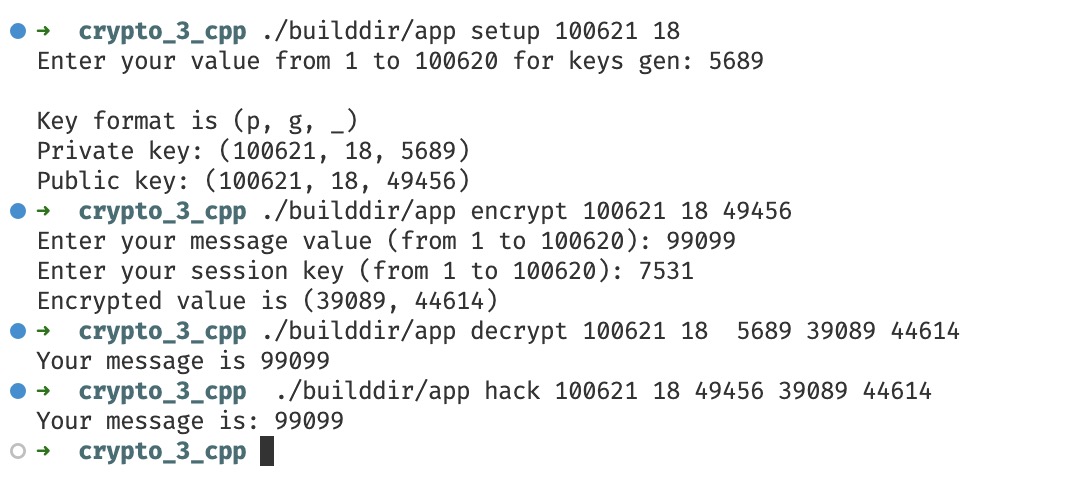 ➜  crypto_3_cpp ./builddir/app setup 100621 18
Enter your value from 1 to 100620 for keys gen: 5689

Key format is (p, g, _)
Private key: (100621, 18, 5689)
Public key: (100621, 18, 49456)
➜  crypto_3_cpp ./builddir/app encrypt 100621 18 49456
Enter your message value (from 1 to 100620): 99099
Enter your session key (from 1 to 100620): 7531
Encrypted value is (39089, 44614)
➜  crypto_3_cpp ./builddir/app decrypt 100621 18  5689 39089 44614
Your message is 99099
➜  crypto_3_cpp  ./builddir/app hack 100621 18 49456 39089 44614
Your message is: 99099
➜  crypto_3_cpp